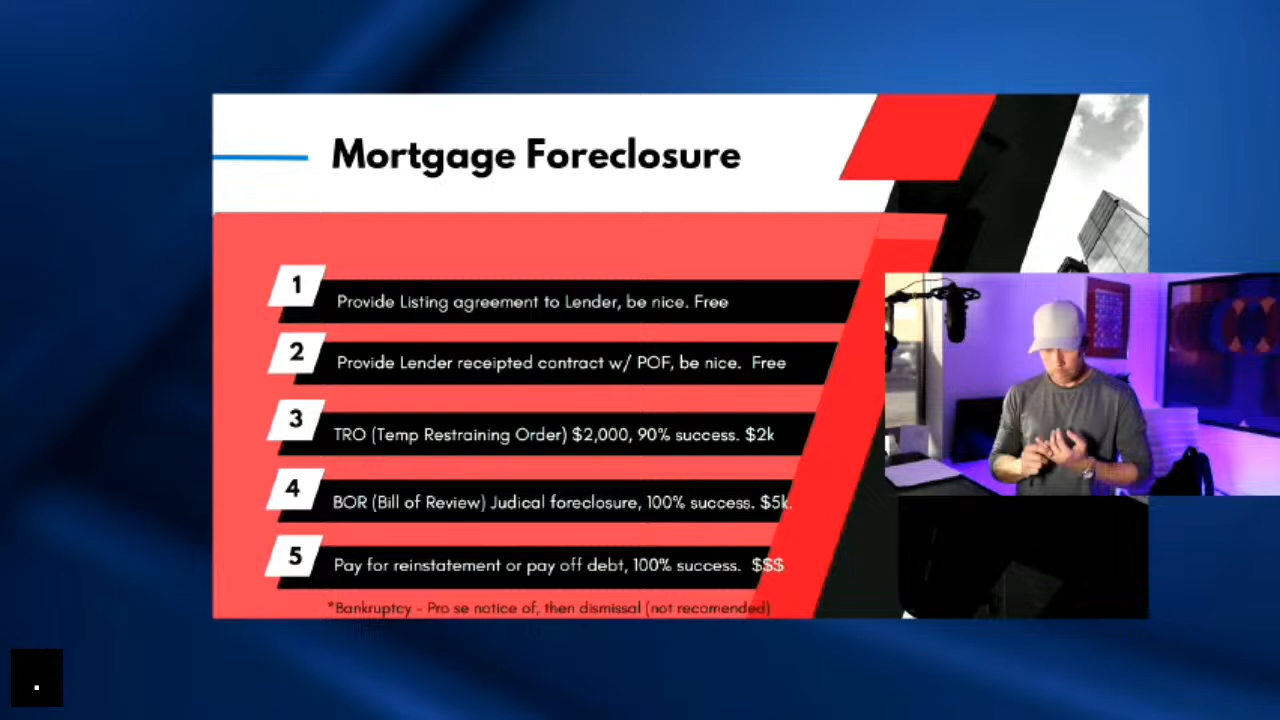 Mortgage Foreclosure
1
Provide Listing agreement to Lender, be nice. Free
2
Provide Lender receipted contract w/ POF, be nice. Free
3
TRO (Temp Restraining Order) $2,000, 90% success. $2k
4
BOR (Bill of Review) Judical foreclosure, 100% success. $5k.
5
Pay for reinstatement or pay off debt, 100% success. $$$
*Bankruptcy - Pro se notice of, then dismissal (not recomended)
.